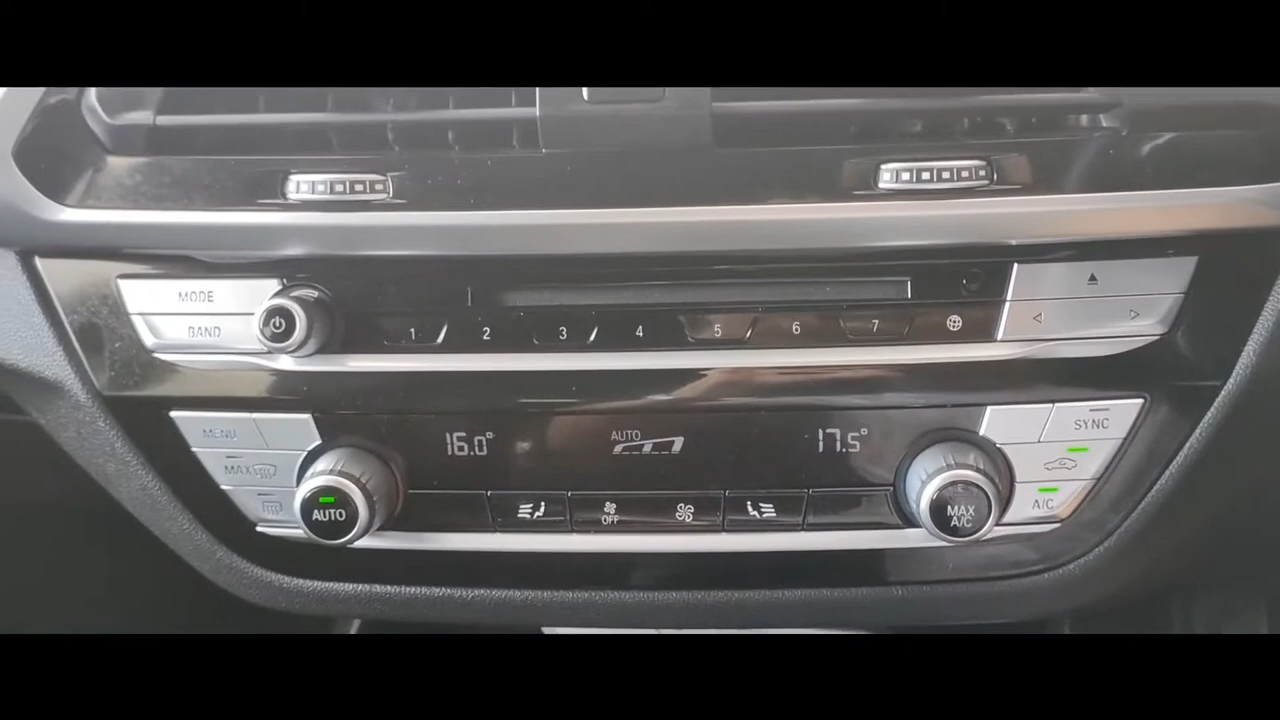 MODE
BAND
1 2 3 4 5 6 7
MENU
16.0°
AUTO
17.5°
SYNC
MAX
AUTO
OFF
MAX
A/C
A/C